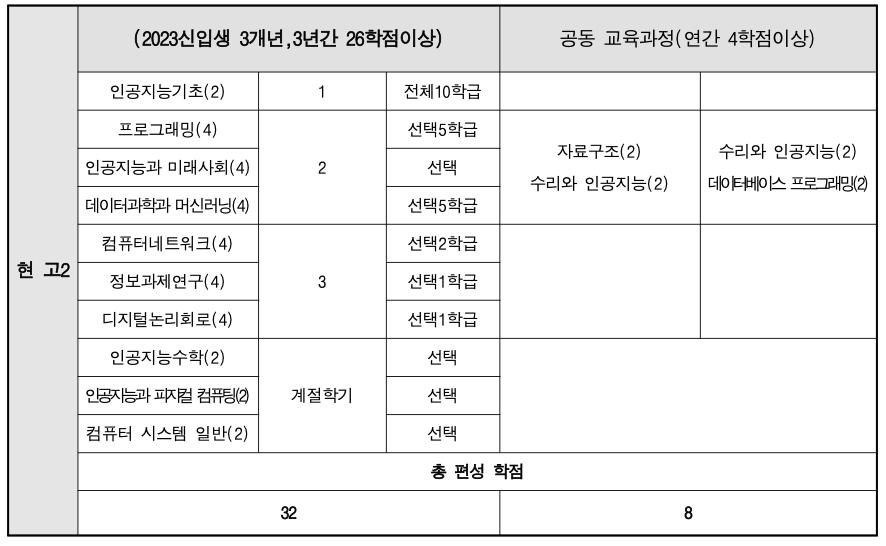 (2023신입생 3개년,3년간 26학점이상)
공동 교육과정(연간 4학점이상)
현 고2
인공지능기초(2)
1
전체10학급
프로그래밍(4)
2
선택5학급
자료구조(2)
수리와 인공지능(2)
수리와 인공지능(2)
데이터베이스 프로그래밍(2)
인공지능과 미래사회(4)
선택
데이터과학과 머신러닝(4)
선택5학급
컴퓨터네트워크(4)
3
선택2학급
정보과제연구(4)
선택1학급
디지털논리회로(4)
선택1학급
인공지능수학(2)
계절학기
선택
인공지능과 피지컬 컴퓨팅(2)
선택
컴퓨터 시스템 일반(2)
선택
총 편성 학점
32
8